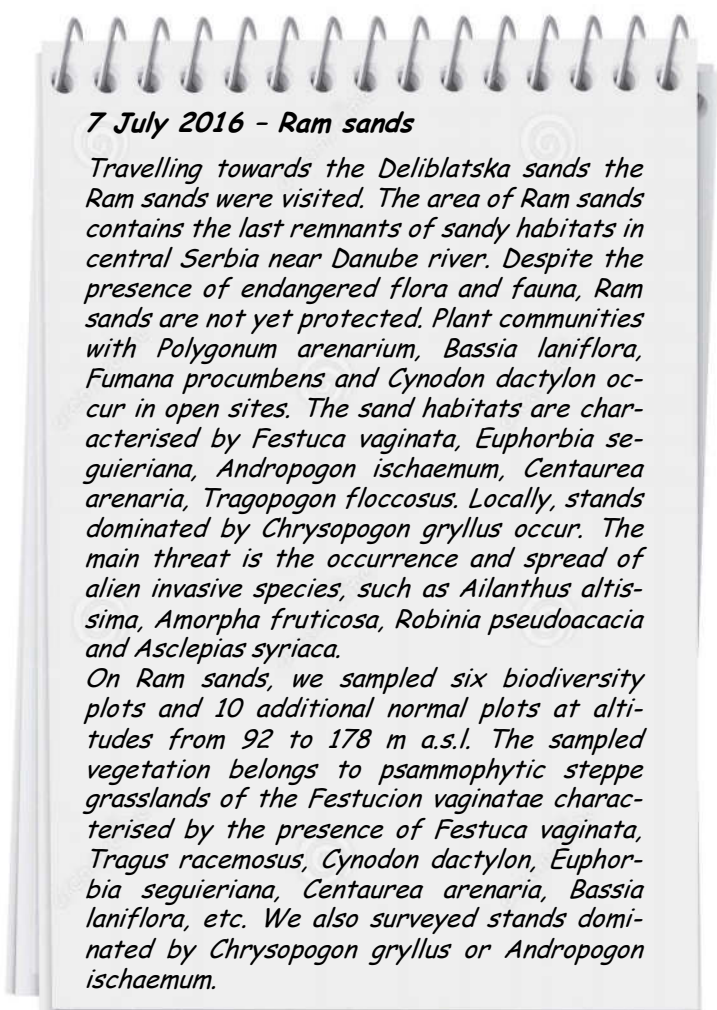 7 July 2016 – Ram sands
Travelling towards the Deliblatska sands the
Ram sands were visited. The area of Ram sands
contains the last remnants of sandy habitats in
central Serbia near Danube river. Despite the
presence of endangered flora and fauna, Ram
sands are not yet protected. Plant communities
with Polygonum arenarium, Bassia laniflora,
Fumana procumbens and Cynodon dactylon oc-
cur in open sites. The sand habitats are char-
acterised by Festuca vaginata, Euphorbia se-
guieriana, Andropogon ischaemum, Centaurea
arenaria, Tragopogon floccosus. Locally, stands
dominated by Chrysopogon gryllus occur. The
main threat is the occurrence and spread of
alien invasive species, such as Ailanthus altis-
sima, Amorpha fruticosa, Robinia pseudoacacia
and Asclepias syriaca.
On Ram sands, we sampled six biodiversity
plots and 10 additional normal plots at alti-
tudes from 92 to 178 m a.s.l. The sampled
vegetation belongs to psammophytic steppe
grasslands of the Festucion vaginatae charac-
terised by the presence of Festuca vaginata,
Tragus racemosus, Cynodon dactylon, Euphor-
bia seguieriana, Centaurea arenaria, Bassia
laniflora, etc. We also surveyed stands domi-
nated by Chrysopogon gryllus or Andropogon
ischaemum.